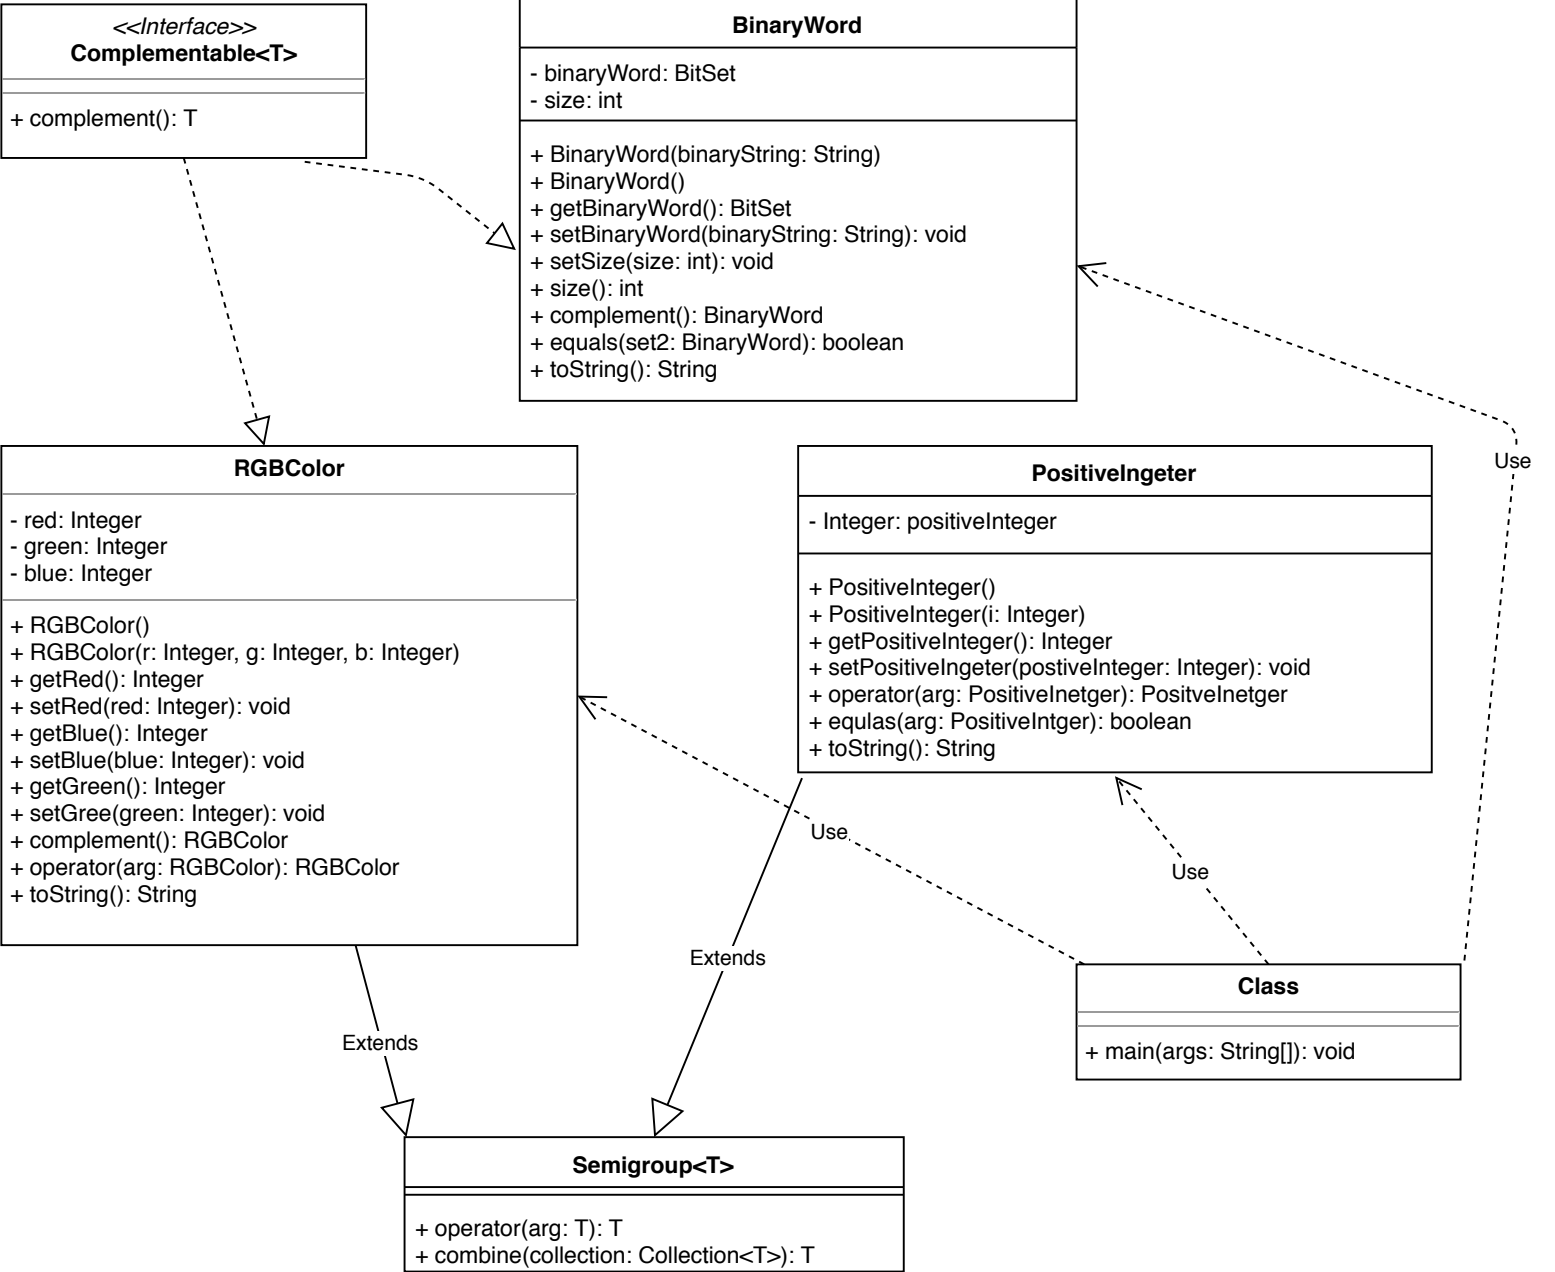 <<Interface>>
Complementable<T>
+ complement(): T
BinaryWord
- binaryWord: BitSet
- size: int
+ BinaryWord(binaryString: String)
+ BinaryWord()
+ getBinaryWord(): BitSet
+ setBinaryWord(binaryString: String): void
+ setSize(size: int): void
+ size(): int
+ complement(): BinaryWord
+ equals(set2: BinaryWord): boolean
+ toString(): String
RGBColor
- red: Integer
- green: Integer
- blue: Integer
+ RGBColor()
+ RGBColor(r: Integer, g: Integer, b: Integer)
+ getRed(): Integer
+ setRed(red: Integer): void
+ getBlue(): Integer
+ setBlue(blue: Integer): void
+ getGreen(): Integer
+ setGree(green: Integer): void
+ complement(): RGBColor
+ operator(arg: RGBColor): RGBColor
+ toString(): String
PositiveIngeter
- Integer: positiveInteger
+ PositiveInteger()
+ PositiveInteger(i: Integer)
+ getPositiveInteger(): Integer
+ setPositiveIngeter(postiveInteger: Integer): void
+ operator(arg: PositiveInetger): PositveInetger
+ equlas(arg: PositiveIntger): boolean
+ toString(): String
Use
Use
Use
Extends
Extends
Class
+ main(args: String[]): void
Semigroup<T>
+ operator(arg: T): T
+ combine(collection: Collection<T>): T